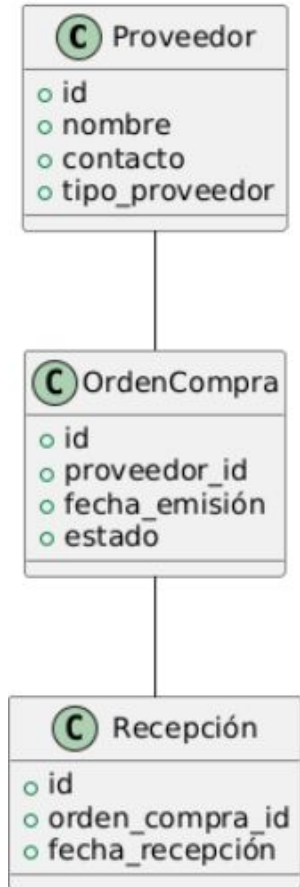 C Proveedor
id
nombre
contacto
tipo_proveedor
C OrdenCompra
id
proveedor_id
fecha_emisión
estado
C Recepción
id
orden_compra_id
fecha_recepción